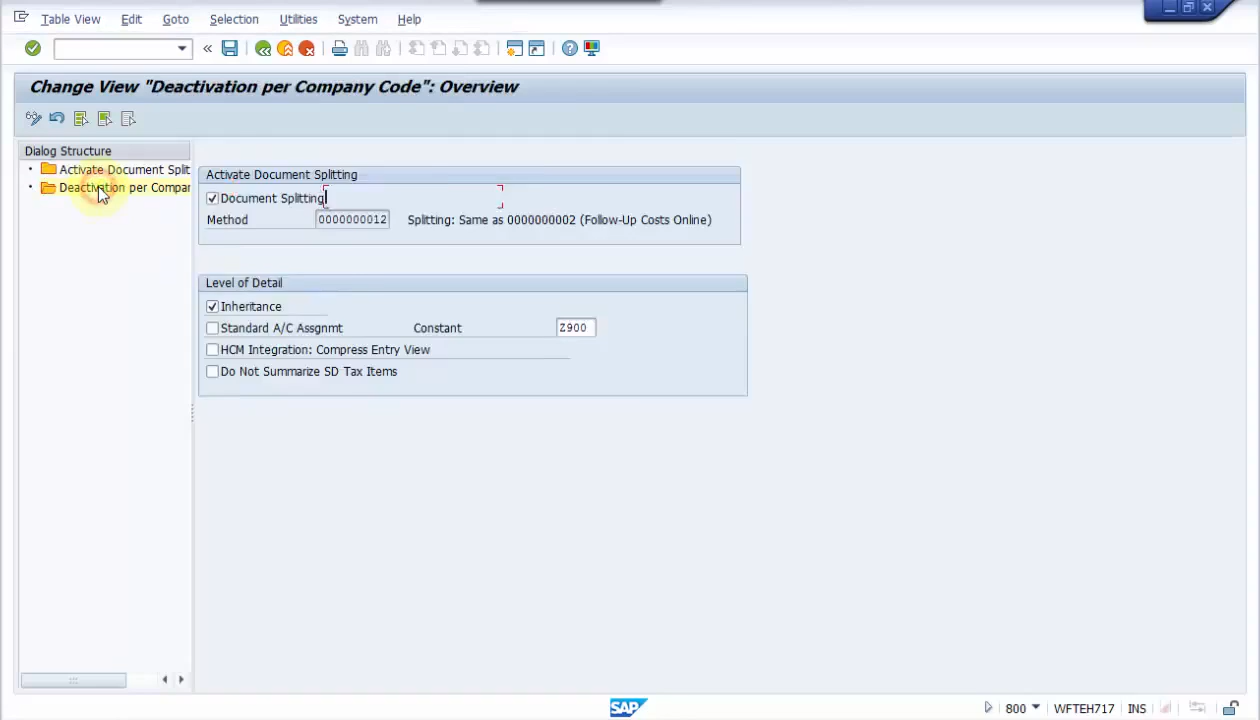 Table View Edit Goto Selection Utilities System Help
Change View "Deactivation per Company Code": Overview
Dialog Structure
Activate Document Split
Deactivation per Compar
Activate Document Splitting
Document Splitting
Method 0000000012 Splitting: Same as 0000000002 (Follow-Up Costs Online)
Level of Detail
Inheritance
Standard A/C Assgnmt Constant Z900
HCM Integration: Compress Entry View
Do Not Summarize SD Tax Items
SAP 800 WFTEH717 INS